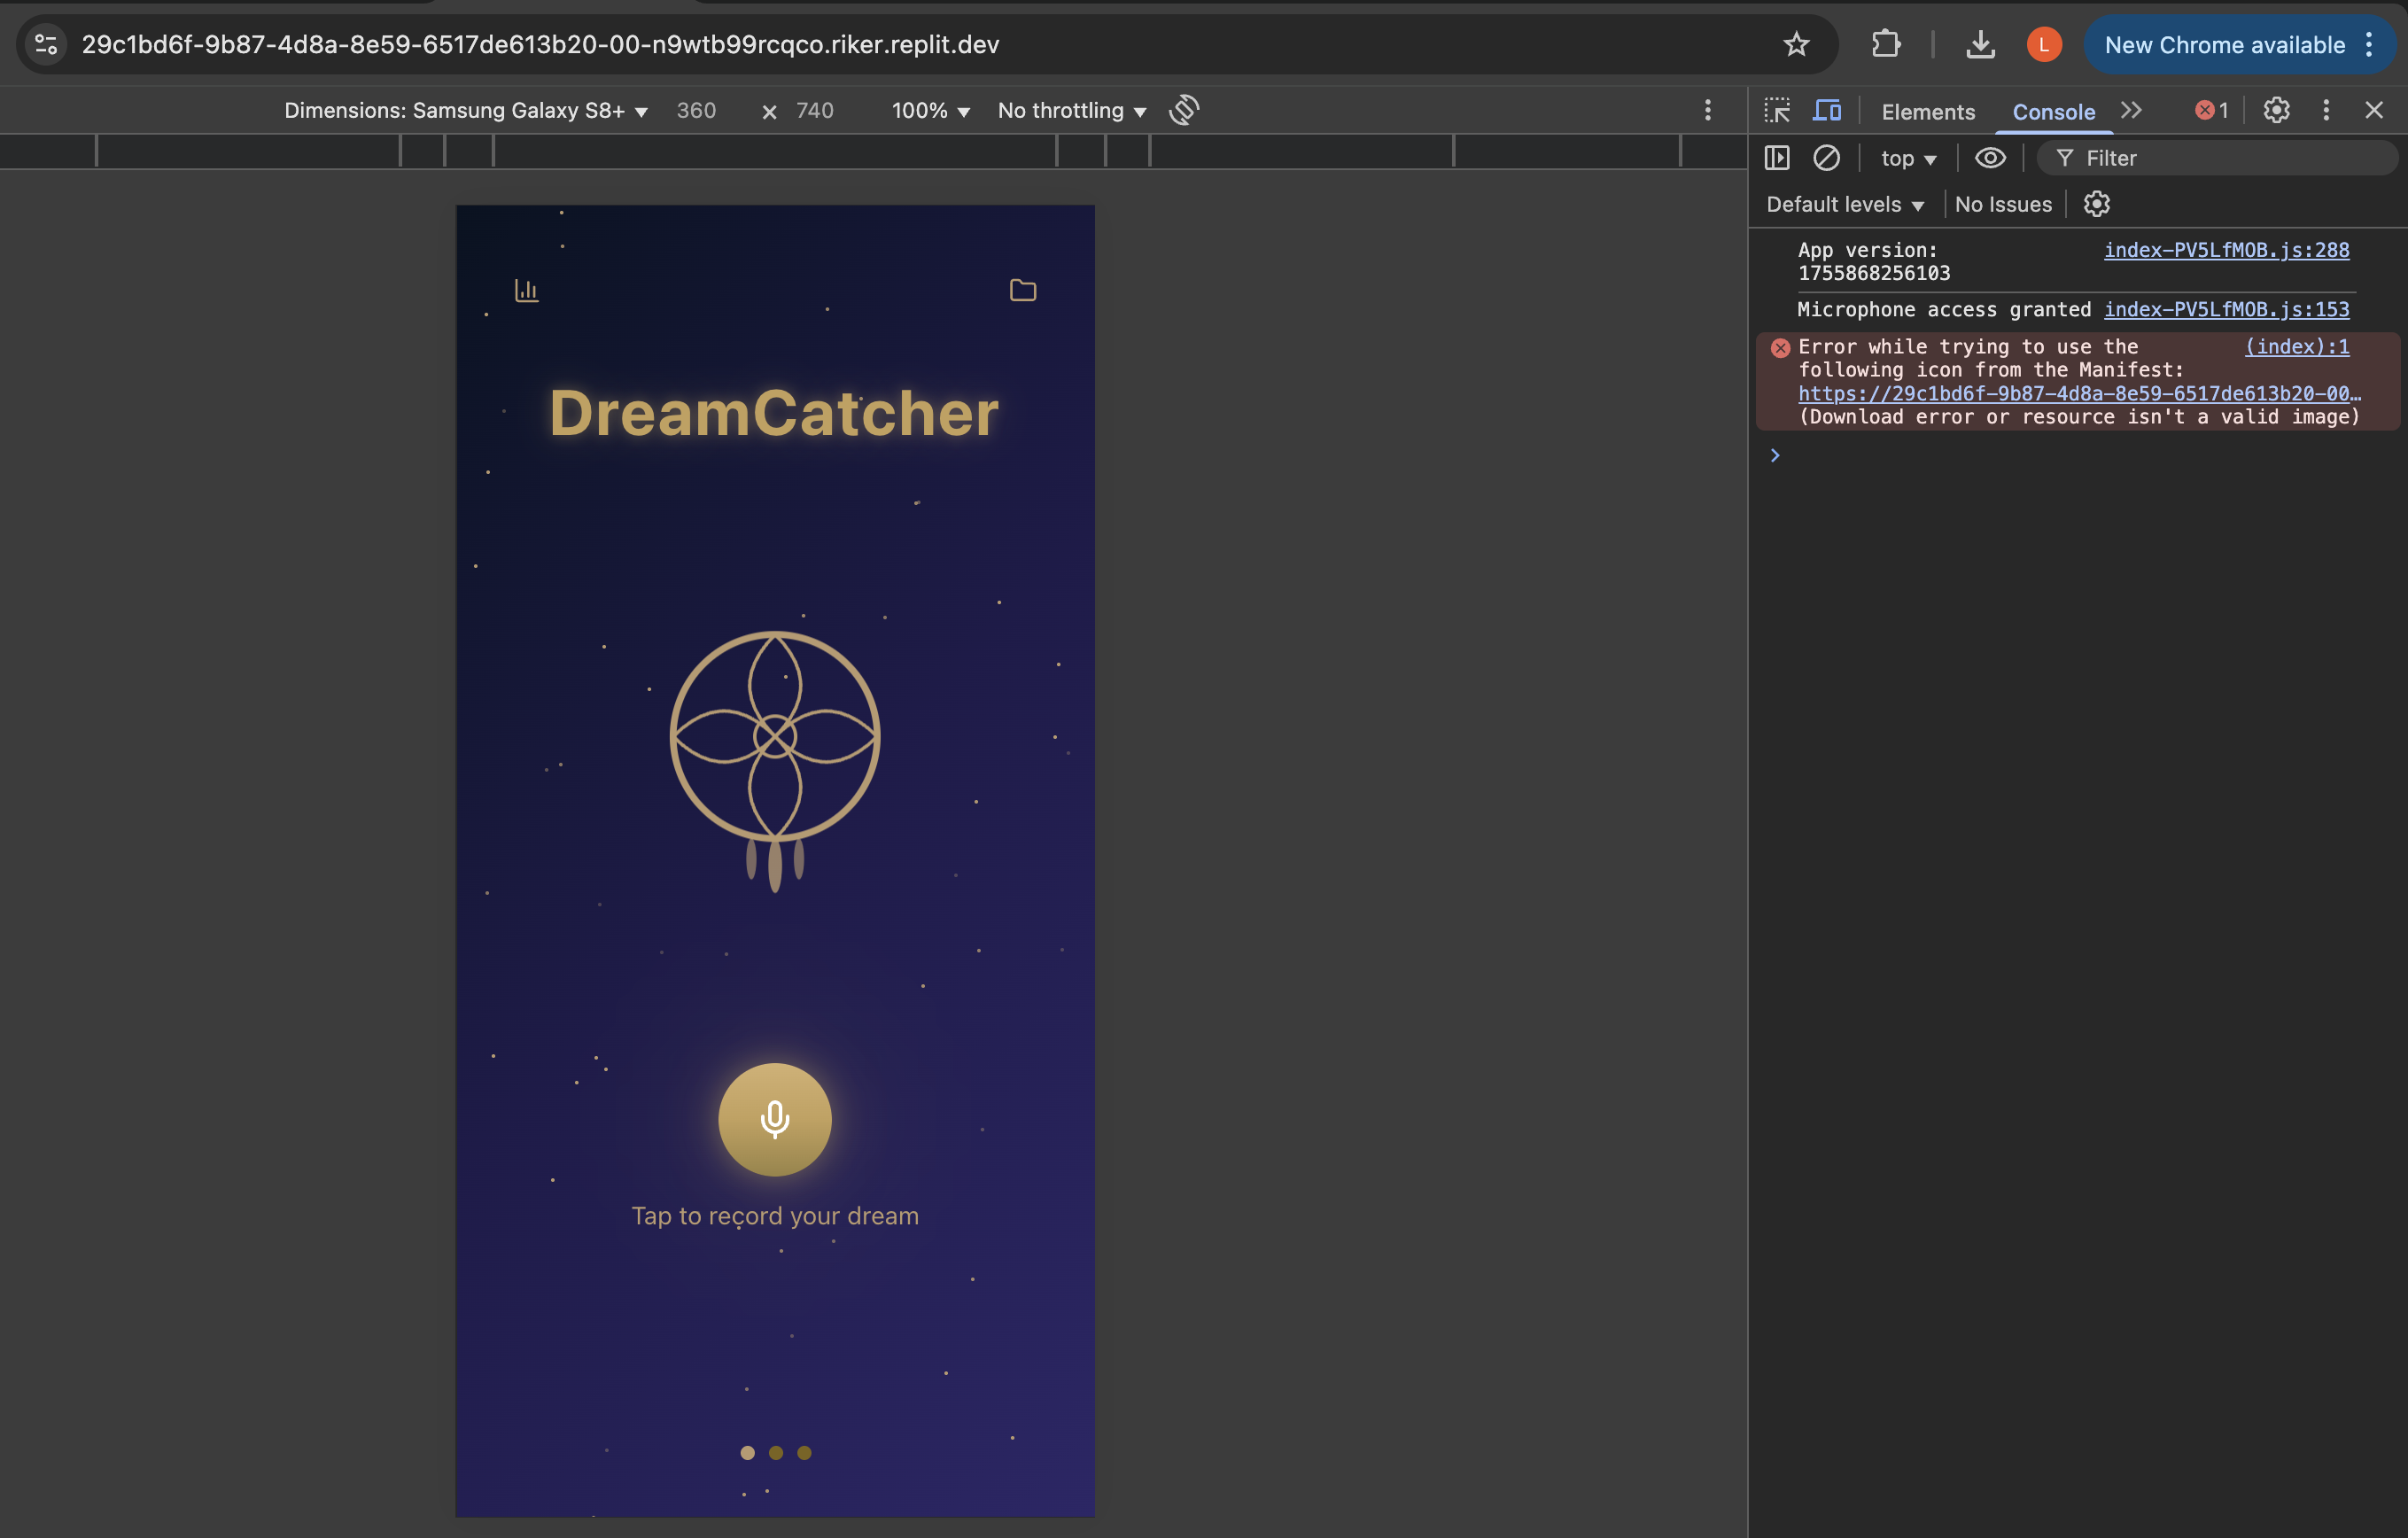 29c1bd6f-9b87-4d8a-8e59-6517de613b20-00-n9wtb99rcqco.riker.replit.dev
L
New Chrome available
Dimensions: Samsung Galaxy S8+ 360 × 740 100% No throttling
Elements Console 1
top Filter
Default levels No Issues
DreamCatcher
Tap to record your dream
App version: index-PV5LfMOB.js:288
1755868256103
Microphone access granted index-PV5LfMOB.js:153
Error while trying to use the (index):1
following icon from the Manifest:
https://29c1bd6f-9b87-4d8a-8e59-6517de613b20-00…
(Download error or resource isn't a valid image)